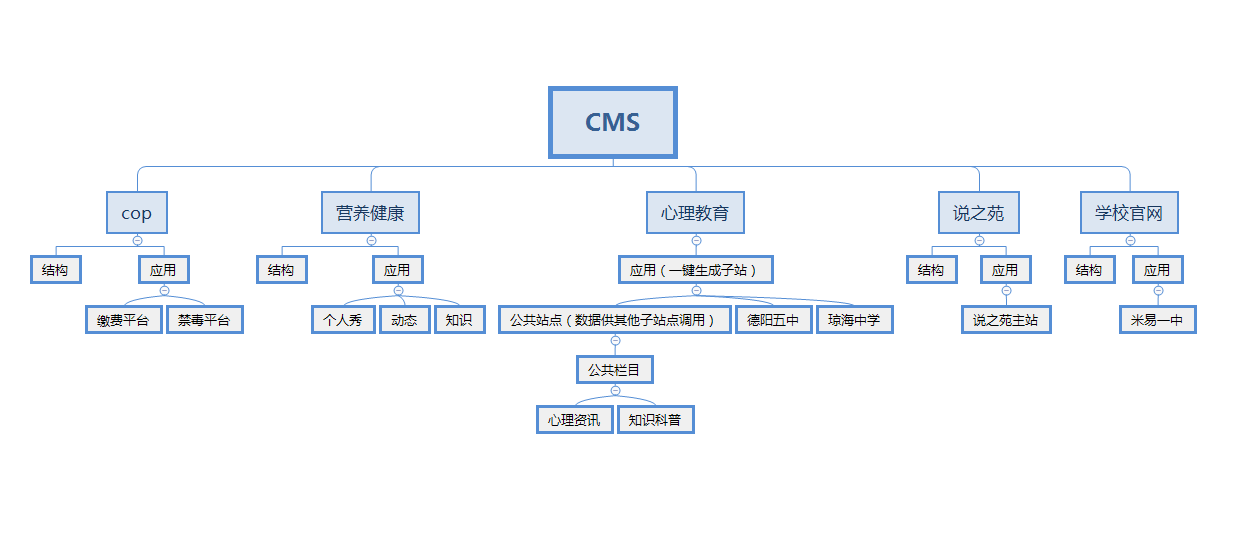 CMS
cop
营养健康
心理教育
说之苑
学校官网
结构
应用
结构
应用
应用（一键生成子站）
结构
应用
结构
应用
缴费平台
禁毒平台
个人秀
动态
知识
公共站点（数据供其他子站点调用）
德阳五中
琼海中学
说之苑主站
米易一中
公共栏目
心理资讯
知识科普